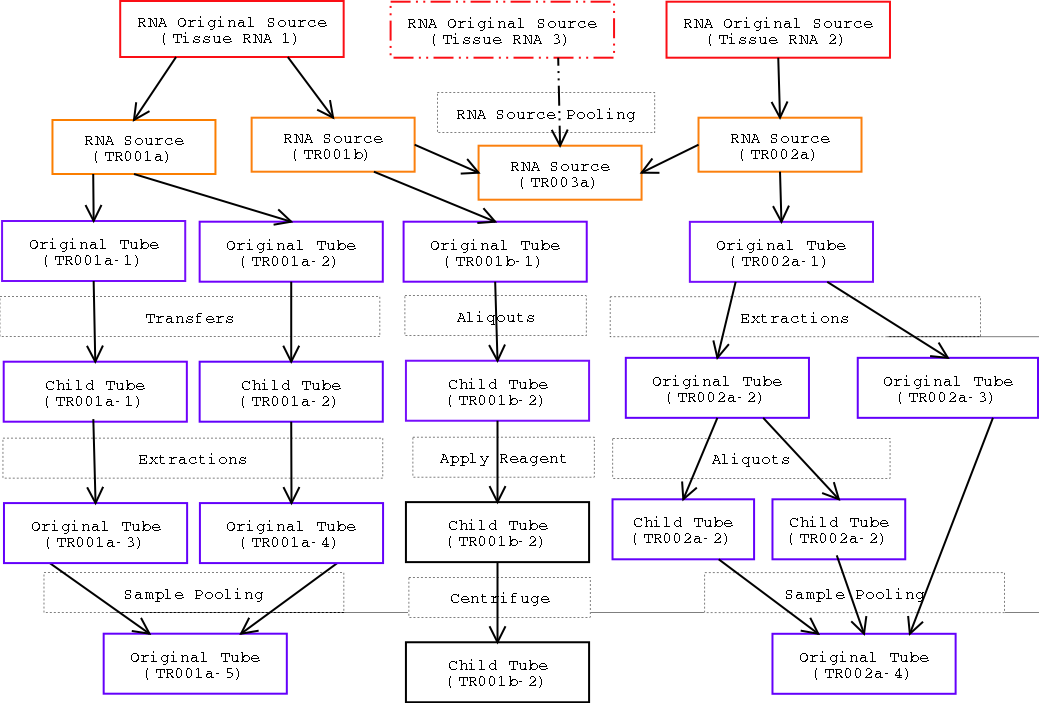 RNA Original Source
(Tissue RNA 1)
RNA Original Source
(Tissue RNA 3)
RNA Original Source
(Tissue RNA 2)
RNA Source Pooling
RNA Source
(TR001a)
RNA Source
(TR001b)
RNA Source
(TR003a)
RNA Source
(TR002a)
Original Tube
(TR001a-1)
Original Tube
(TR001a-2)
Original Tube
(TR001b-1)
Original Tube
(TR002a-1)
Transfers
Aliqouts
Extractions
Child Tube
(TR001a-1)
Child Tube
(TR001a-2)
Child Tube
(TR001b-2)
Original Tube
(TR002a-2)
Original Tube
(TR002a-3)
Extractions
Apply Reagent
Aliquots
Original Tube
(TR001a-3)
Original Tube
(TR001a-4)
Child Tube
(TR001b-2)
Child Tube
(TR002a-2)
Child Tube
(TR002a-2)
Sample Pooling
Centrifuge
Sample Pooling
Original Tube
(TR001a-5)
Child Tube
(TR001b-2)
Original Tube
(TR002a-4)